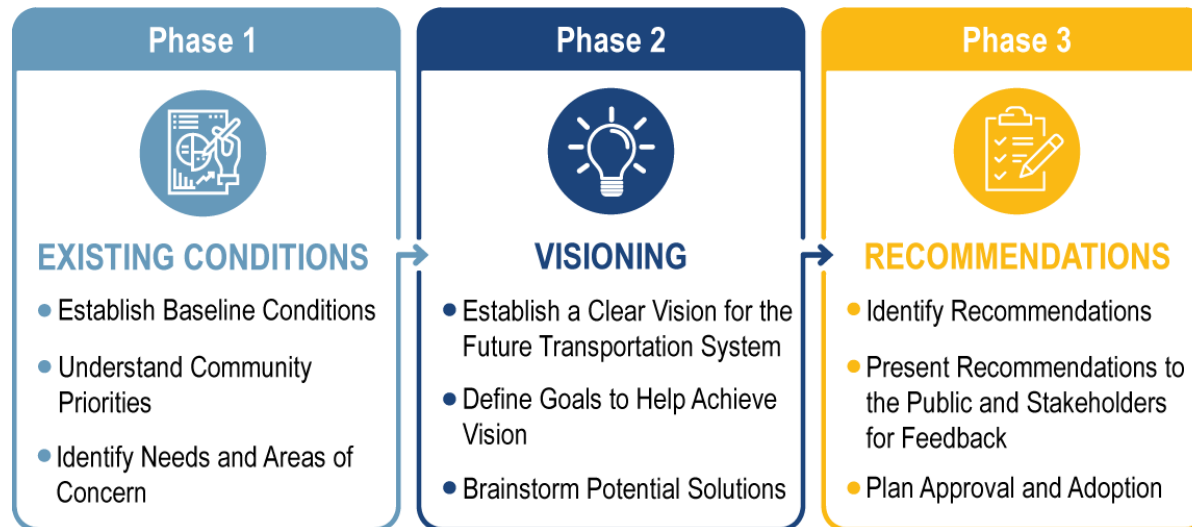 Phase 1
EXISTING CONDITIONS
Establish Baseline Conditions
Understand Community
Priorities
Identify Needs and Areas of
Concern
Phase 2
VISIONING
Establish a Clear Vision for the
Future Transportation System
Define Goals to Help Achieve
Vision
Brainstorm Potential Solutions
Phase 3
RECOMMENDATIONS
Identify Recommendations
Present Recommendations to
the Public and Stakeholders
for Feedback
Plan Approval and Adoption